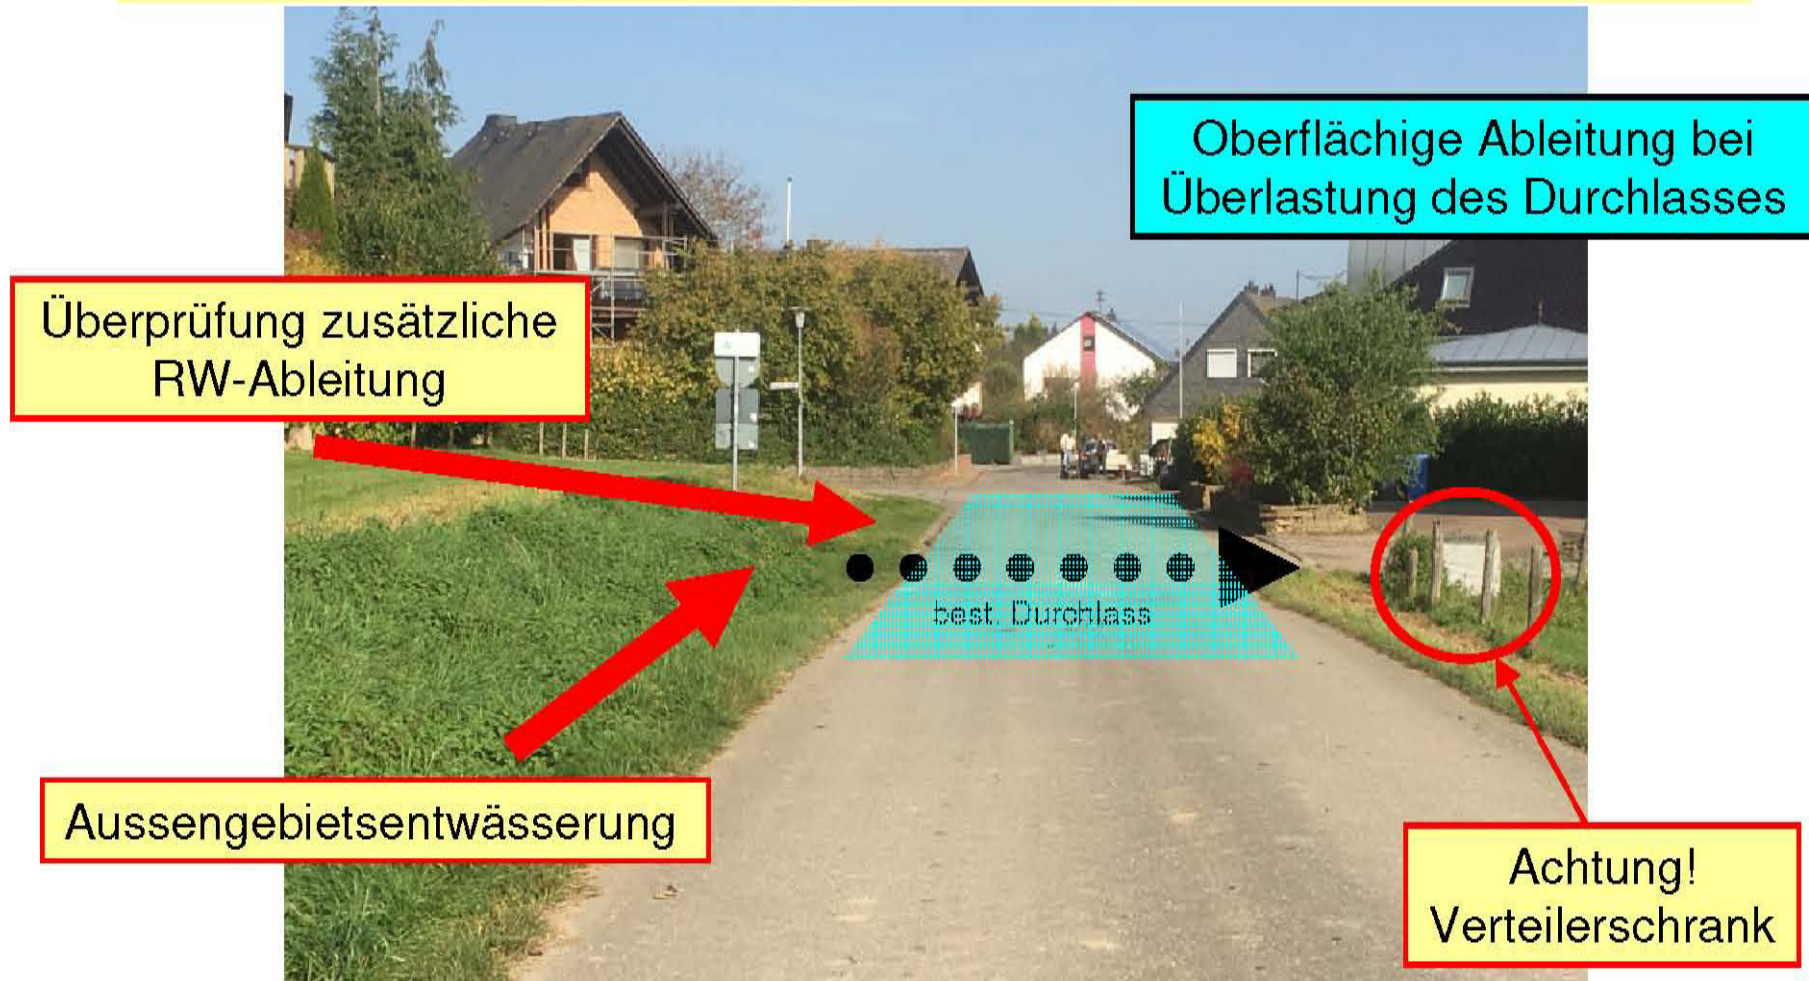 Oberflächige Ableitung bei
Überlastung des Durchlasses
Überprüfung zusätzliche
RW-Ableitung
best. Durchlass
Aussengebietsentwässerung
Achtung!
Verteilerschrank